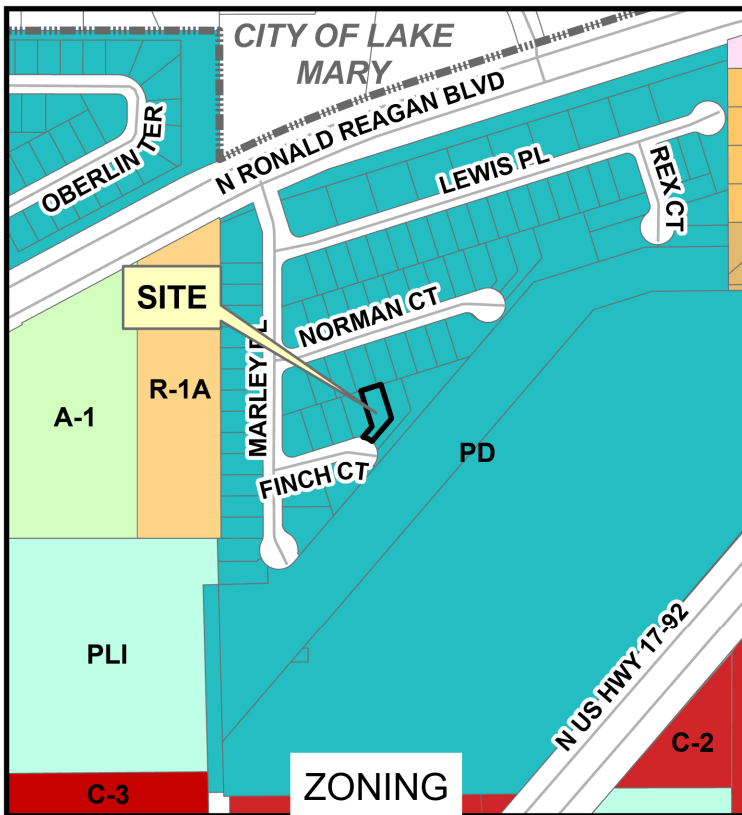 CITY OF LAKE
MARY
OBERLIN TER
N RONALD REAGAN BLVD
LEWIS PL
REX CT
SITE
NORMAN CT
R-1A
MARLEY PL
A-1
PD
FINCH CT
PLI
N US HWY 17-92
C-2
ZONING
C-3